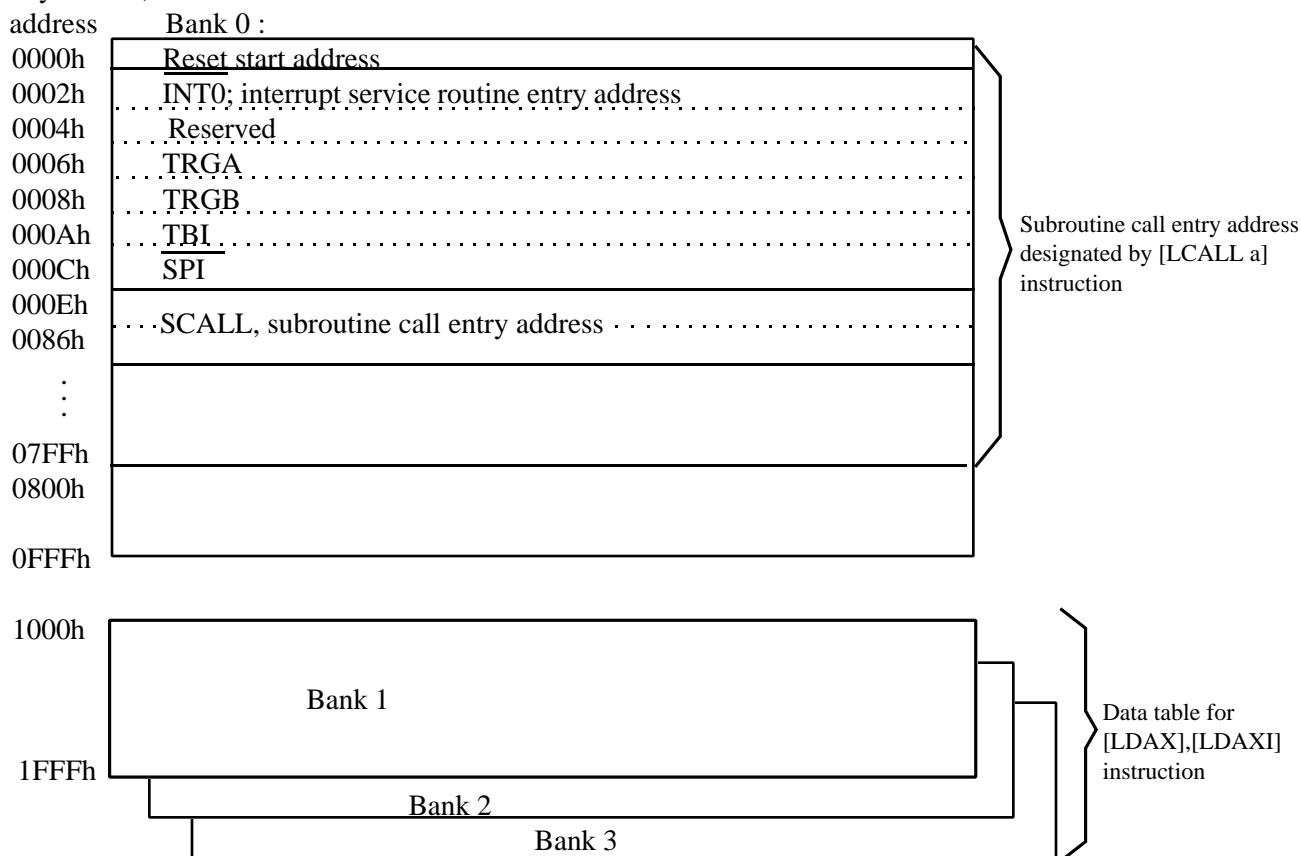 address Bank 0 :
0000h Reset start address
0002h INT0; interrupt service routine entry address
0004h Reserved
0006h TRGA
0008h TRGB
000Ah TBI
000Ch SPI
000Eh
SCALL, subroutine call entry address
0086h
07FFh
0800h
0FFFh
Subroutine call entry address
designated by [LCALL a]
instruction
1000h
Bank 1
1FFFh
Bank 2
Bank 3
Data table for
[LDAX],[LDAXI]
instruction